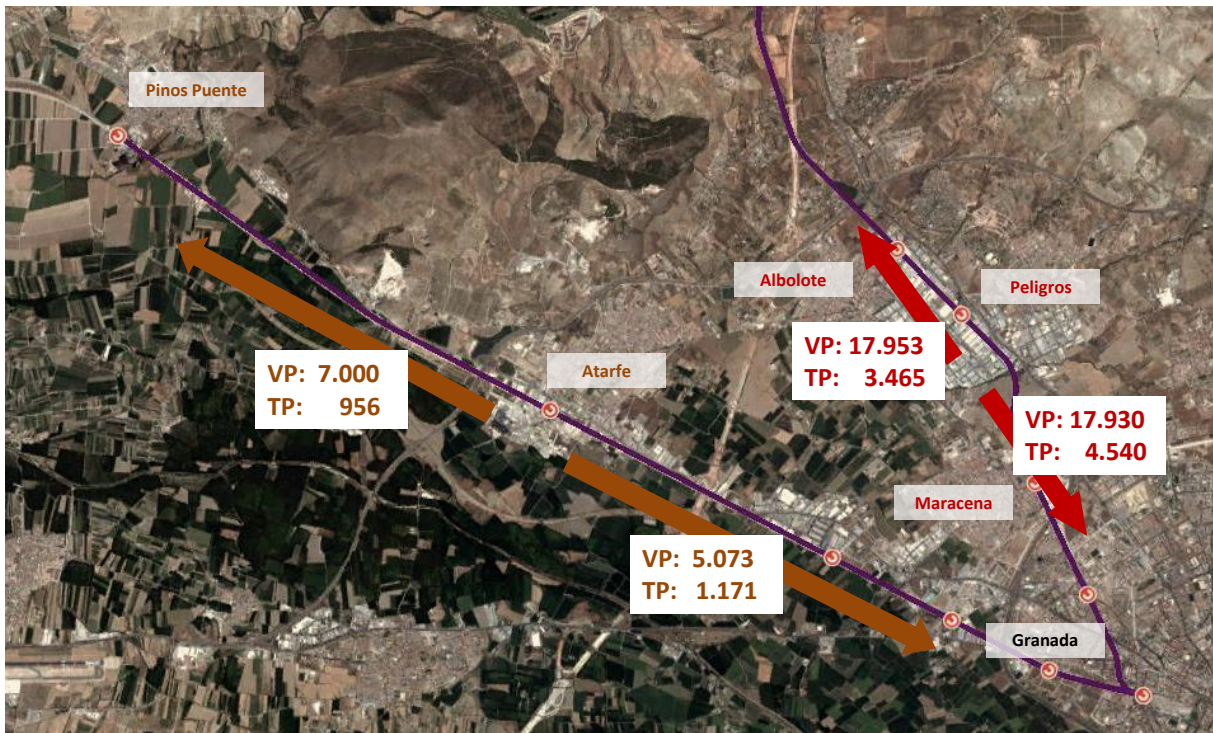 Pinos Puente
Albolote
Peligros
VP: 17.953
TP: 3.465
VP: 7.000
TP: 956
Atarfe
VP: 17.930
TP: 4.540
Maracena
VP: 5.073
TP: 1.171
Granada